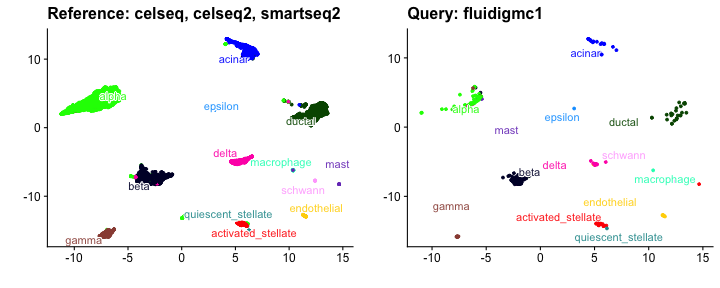 Reference: celseq, celseq2, smartseq2
10
0
-10
-10
-5
0
5
10
15
acinar
alpha
epsilon
ductal
delta
macrophage
mast
beta
schwann
endothelial
quiescent_stellate
activated_stellate
gamma
Query: fluidigmc1
10
0
-10
-10
-5
0
5
10
15
acinar
alpha
epsilon
ductal
mast
schwann
delta
beta
macrophage
endothelial
gamma
activated_stellate
quiescent_stellate